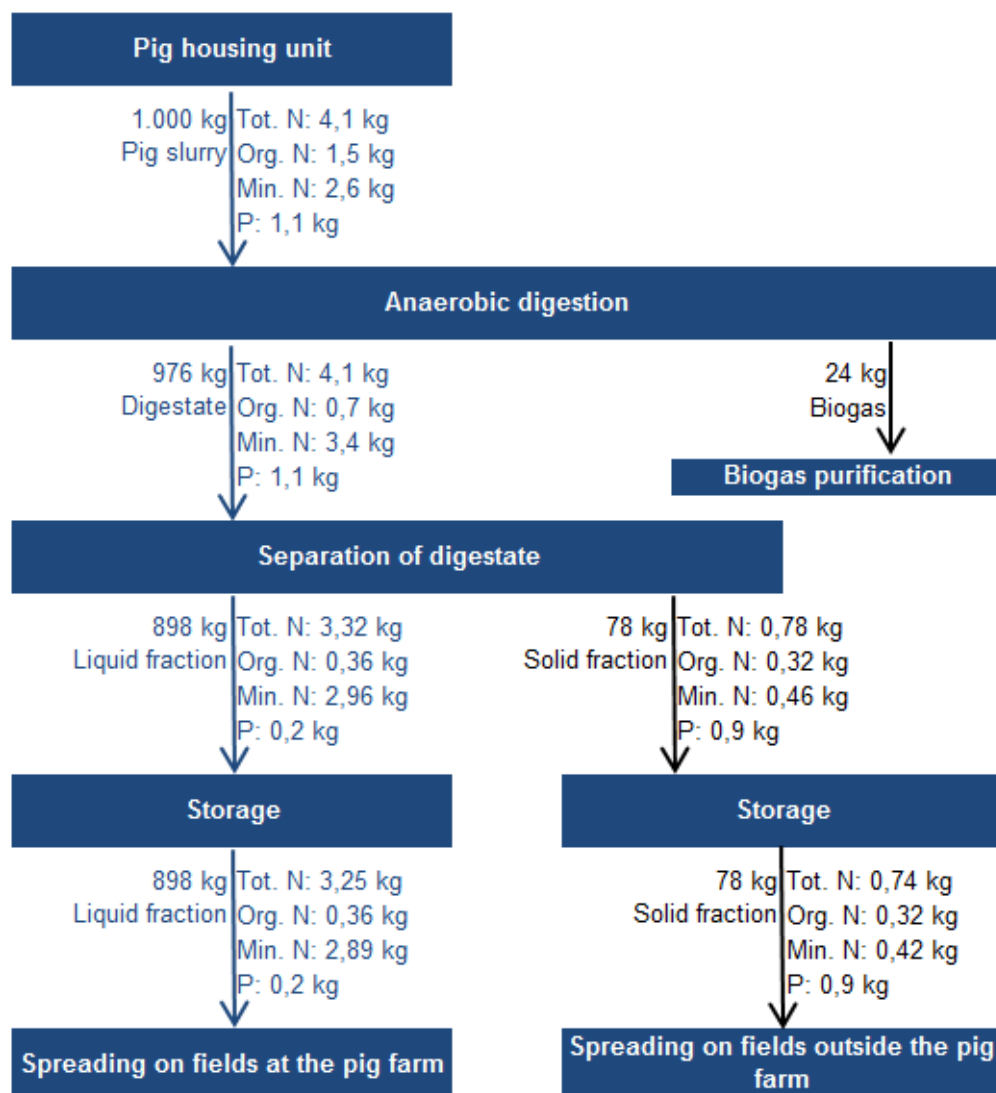 Pig housing unit
1.000 kg Tot. N: 4,1 kg
Pig slurry Org. N: 1,5 kg
Min. N: 2,6 kg
P: 1,1 kg
Anaerobic digestion
976 kg Tot. N: 4,1 kg
Digestate Org. N: 0,7 kg
Min. N: 3,4 kg
P: 1,1 kg
24 kg
Biogas
Biogas purification
Separation of digestate
898 kg Tot. N: 3,32 kg
Liquid fraction Org. N: 0,36 kg
Min. N: 2,96 kg
P: 0,2 kg
78 kg Tot. N: 0,78 kg
Solid fraction Org. N: 0,32 kg
Min. N: 0,46 kg
P: 0,9 kg
Storage
Storage
898 kg Tot. N: 3,25 kg
Liquid fraction Org. N: 0,36 kg
Min. N: 2,89 kg
P: 0,2 kg
78 kg Tot. N: 0,74 kg
Solid fraction Org. N: 0,32 kg
Min. N: 0,42 kg
P: 0,9 kg
Spreading on fields at the pig farm
Spreading on fields outside the pig
farm